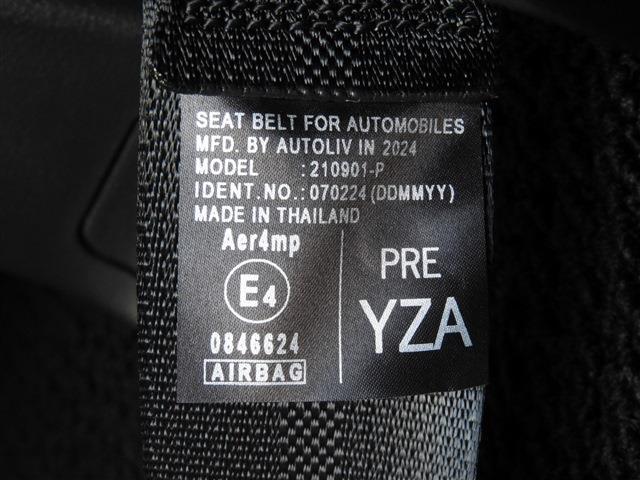 SEAT BELT FOR AUTOMOBILES
MFD. BY AUTOLIV IN 2024
MODEL :210901-P
IDENT.NO.:070224(DDMMYY)
MADE IN THAILAND
Aer4mp
E4
0846624
AIRBAG
PRE
YZA